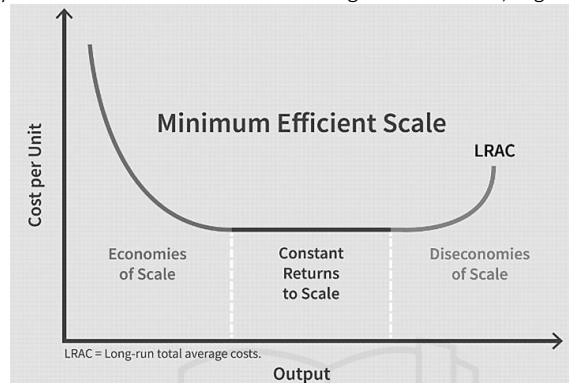 Minimum Efficient Scale
LRAC
Cost per Unit
Economies
of Scale
Constant
Returns
to Scale
Diseconomies
of Scale
LRAC = Long-run total average costs.
Output